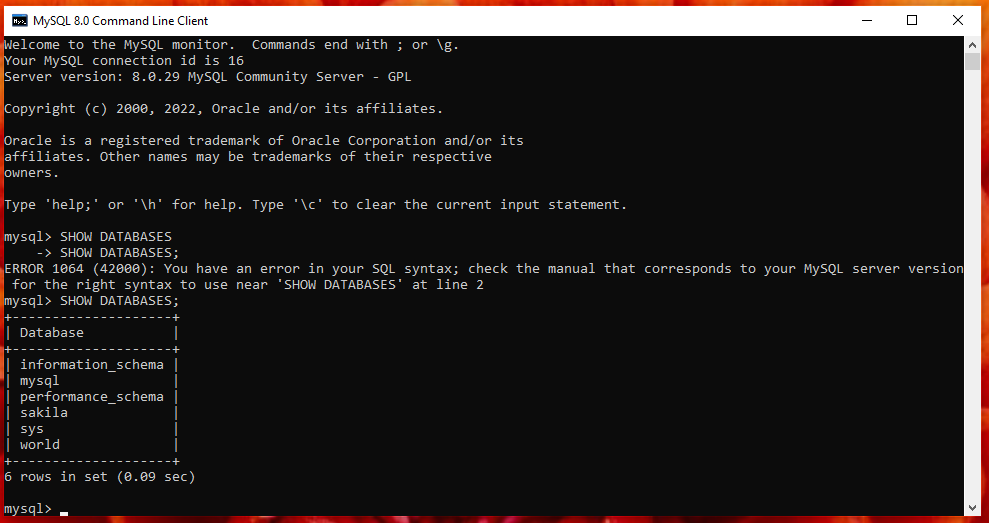 MySQL 8.0 Command Line Client
Welcome to the MySQL monitor.  Commands end with ; or \g.
Your MySQL connection id is 16
Server version: 8.0.29 MySQL Community Server - GPL
Copyright (c) 2000, 2022, Oracle and/or its affiliates.
Oracle is a registered trademark of Oracle Corporation and/or its
affiliates. Other names may be trademarks of their respective
owners.
Type 'help;' or '\h' for help. Type '\c' to clear the current input statement.
mysql> SHOW DATABASES
    -> SHOW DATABASES;
ERROR 1064 (42000): You have an error in your SQL syntax; check the manual that corresponds to your MySQL server version
 for the right syntax to use near 'SHOW DATABASES' at line 2
mysql> SHOW DATABASES;
+--------------------+
| Database           |
+--------------------+
| information_schema |
| mysql              |
| performance_schema |
| sakila             |
| sys                |
| world              |
+--------------------+
6 rows in set (0.09 sec)
mysql>